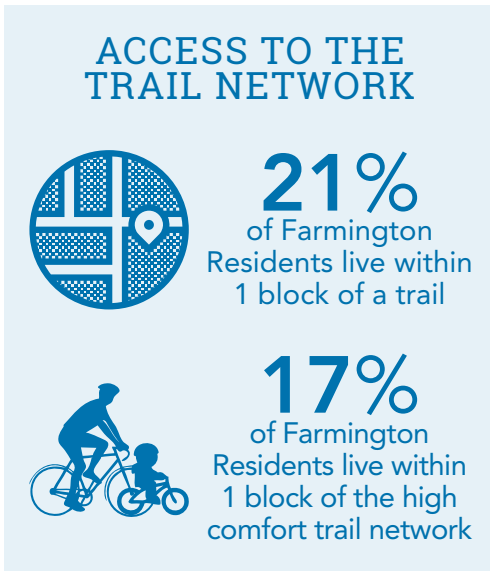 ACCESS TO THE
TRAIL NETWORK
21%
of Farmington
Residents live within
1 block of a trail
17%
of Farmington
Residents live within
1 block of the high
comfort trail network